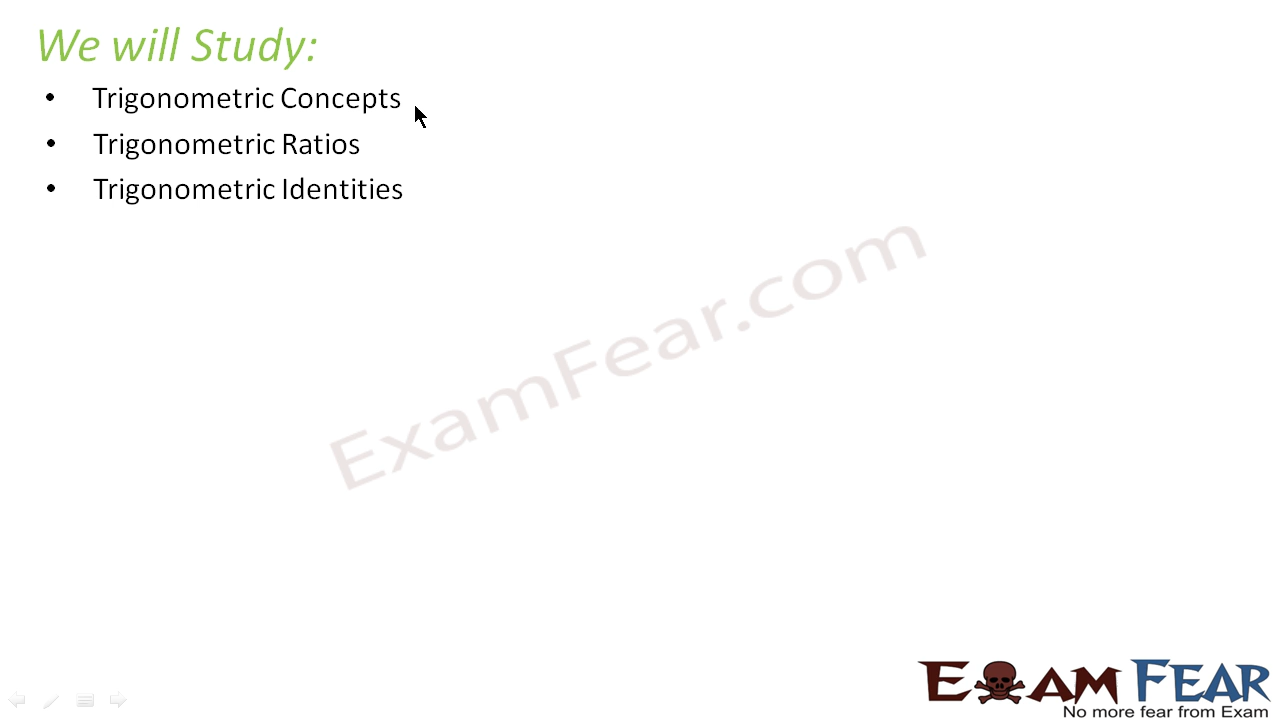 We will Study:
• Trigonometric Concepts
• Trigonometric Ratios
• Trigonometric Identities
ExamFear.com
EXAM FEAR
No more fear from Exam